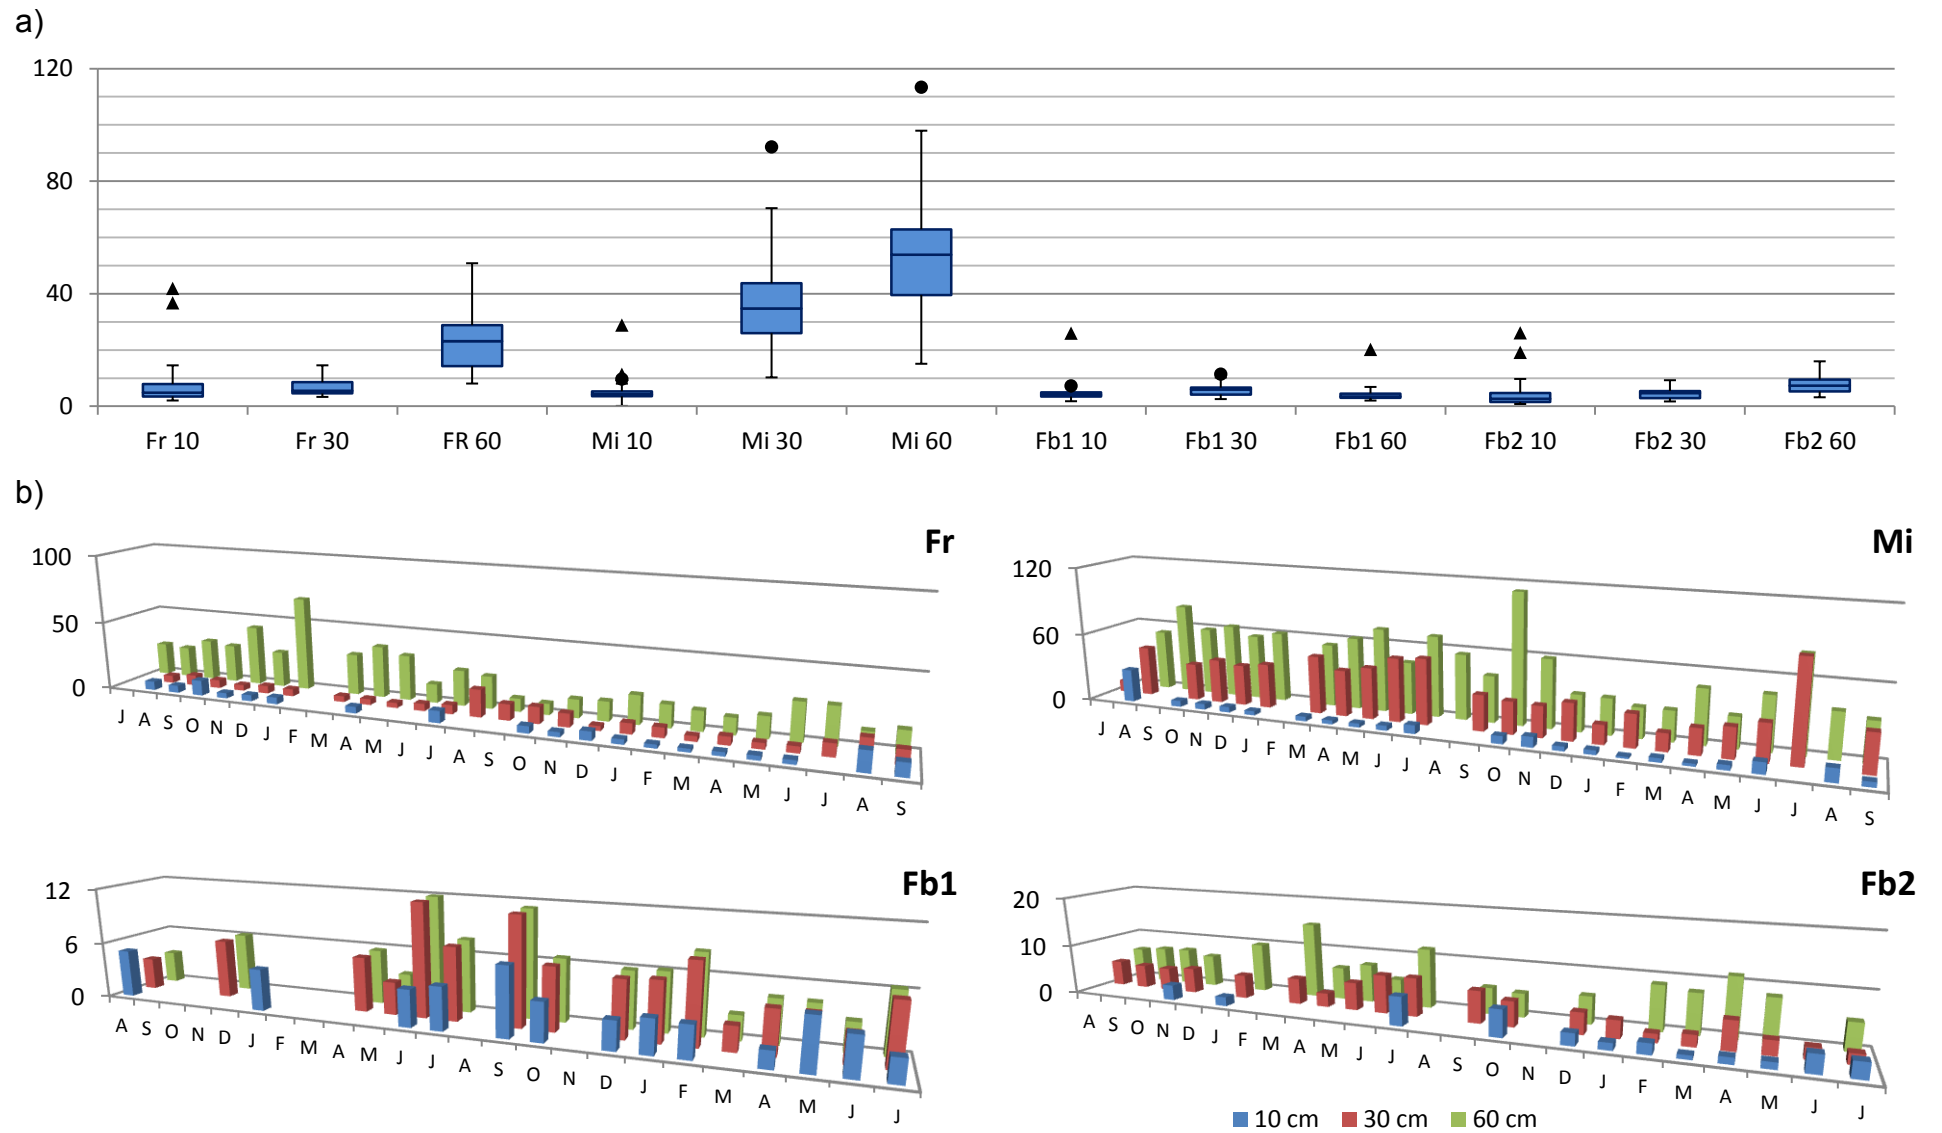 a)
120
80
40
0
Fr 10 Fr 30 FR 60 Mi 10 Mi 30 Mi 60 Fb1 10 Fb1 30 Fb1 60 Fb2 10 Fb2 30 Fb2 60
b)
Fr
100
50
0
J A S O N D J F M A M J J A S O N D J F M A M J J A S
Mi
120
60
0
J A S O N D J F M A M J J A S O N D J F M A M J J A S
Fb1
12
6
0
A S O N D J F M A M J J A S O N D J F M A M J J
Fb2
20
10
0
A S O N D J F M A M J J A S O N D J F M A M J J
10 cm 30 cm 60 cm